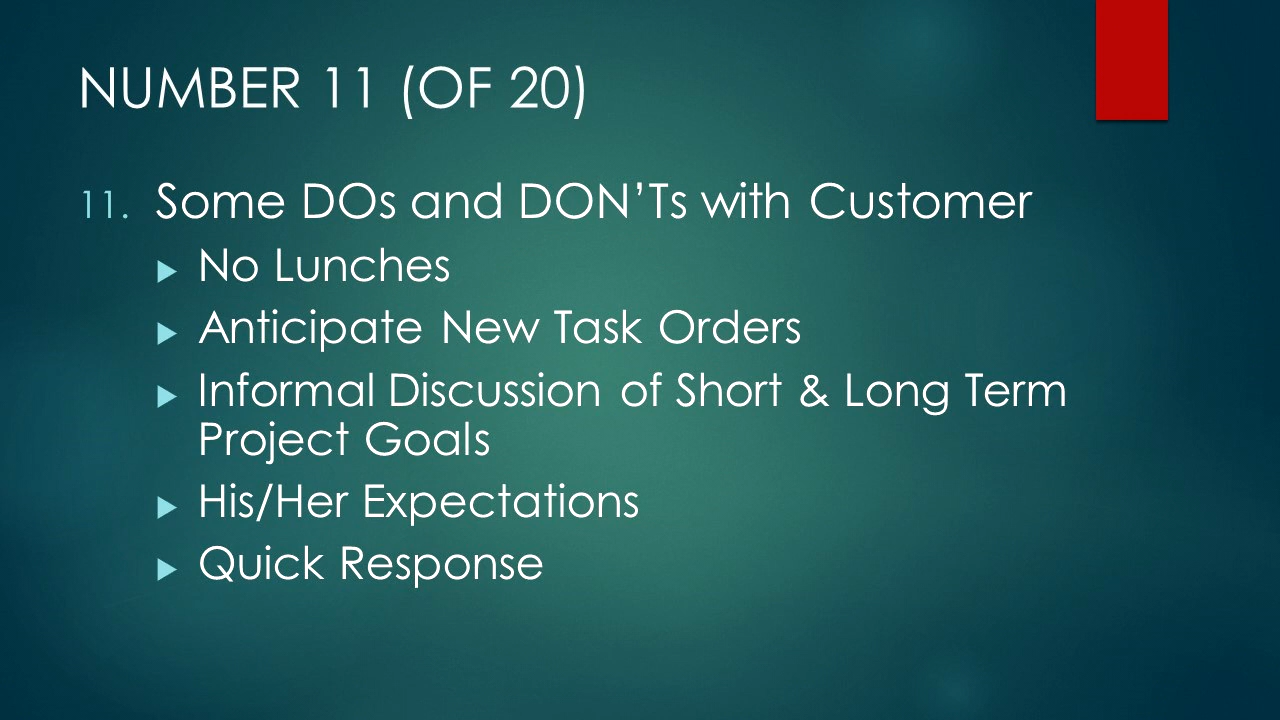 NUMBER 11 (OF 20)
11. Some DOs and DON’Ts with Customer
No Lunches
Anticipate New Task Orders
Informal Discussion of Short & Long Term
Project Goals
His/Her Expectations
Quick Response